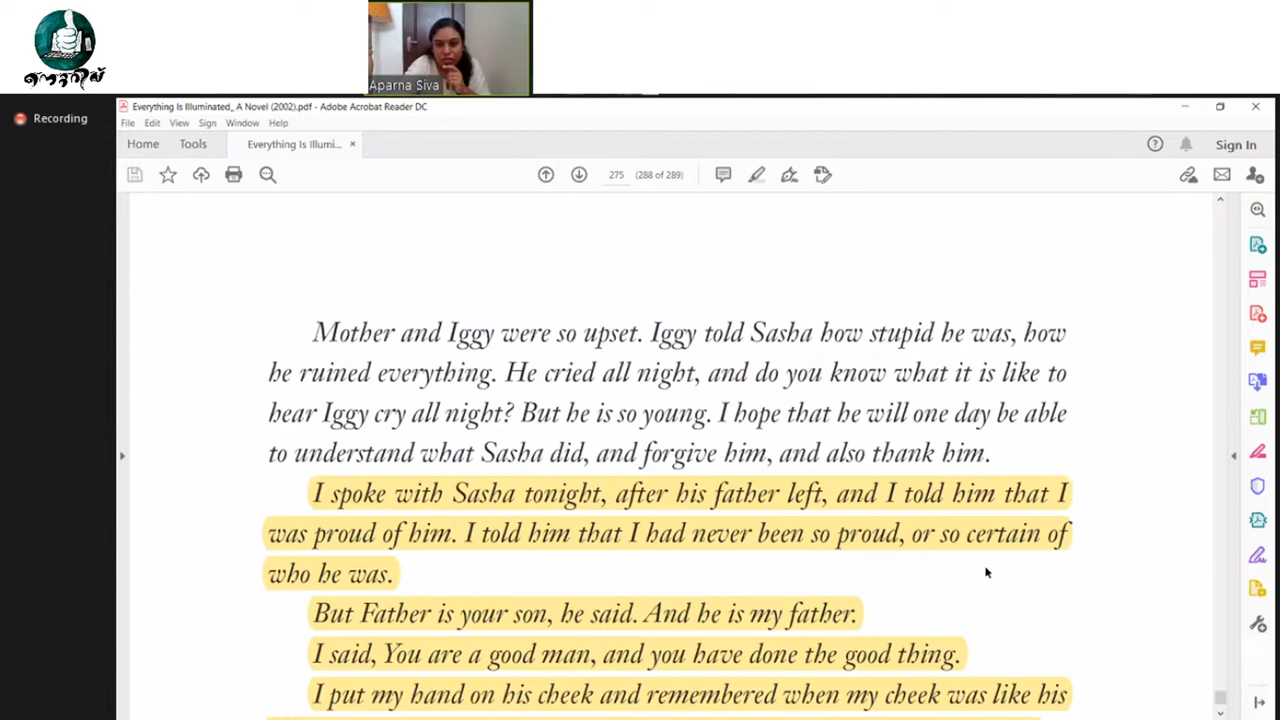 Aparna Siva
Everything Is Illuminated_ A Novel (2002).pdf - Adobe Acrobat Reader DC
Recording
File Edit View Sign Window Help
Home Tools Everything Is Illumi... × Sign In
275 (288 of 289)
Mother and Iggy were so upset. Iggy told Sasha how stupid he was, how
he ruined everything. He cried all night, and do you know what it is like to
hear Iggy cry all night? But he is so young. I hope that he will one day be able
to understand what Sasha did, and forgive him, and also thank him.
I spoke with Sasha tonight, after his father left, and I told him that I
was proud of him. I told him that I had never been so proud, or so certain of
who he was.
But Father is your son, he said. And he is my father.
I said, You are a good man, and you have done the good thing.
I put my hand on his cheek and remembered when my cheek was like his